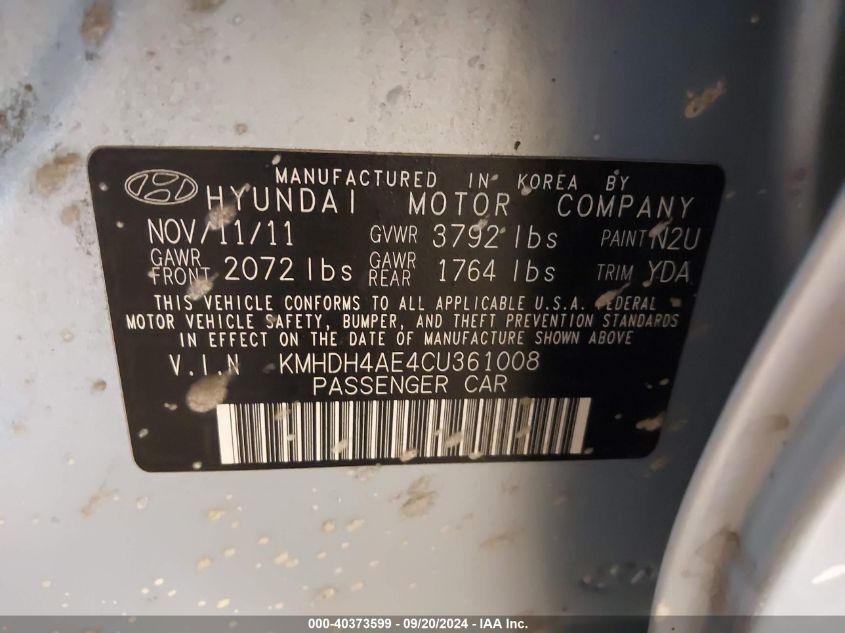 MANUFACTURED IN KOREA BY
HYUNDAI MOTOR COMPANY
NOV/11/11 GVWR 3792 lbs PAINT N2U
GAWR FRONT 2072 lbs GAWR REAR 1764 lbs TRIM YDA
THIS VEHICLE CONFORMS TO ALL APPLICABLE U.S.A. FEDERAL
MOTOR VEHICLE SAFETY, BUMPER, AND THEFT PREVENTION STANDARDS
IN EFFECT ON THE DATE OF MANUFACTURE SHOWN ABOVE
V.I.N KMHDH4AE4CU361008
PASSENGER CAR
000-40373599 - 09/20/2024 - IAA Inc.